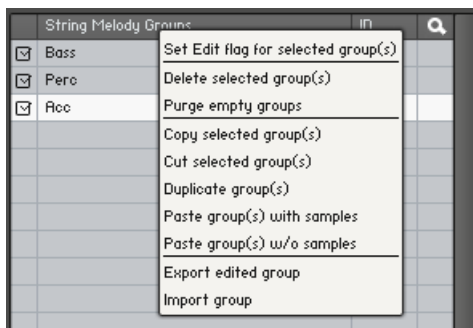 String Melody Groups ID
Bass
Perc
Acc
Set Edit flag for selected group(s)
Delete selected group(s)
Purge empty groups
Copy selected group(s)
Cut selected group(s)
Duplicate group(s)
Paste group(s) with samples
Paste group(s) w/o samples
Export edited group
Import group